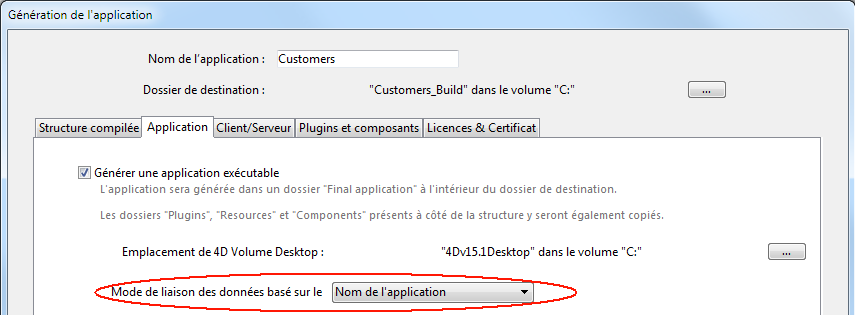 Génération de l'application
Nom de l'application : Customers
Dossier de destination : "Customers_Build" dans le volume "C:" ...
Structure compilée Application Client/Serveur Plugins et composants Licences & Certificat
Générer une application exécutable
L'application sera générée dans un dossier "Final application" à l'intérieur du dossier de destination.
Les dossiers "Plugins", "Resources" et "Components" présents à côté de la structure y seront également copiés.
Emplacement de 4D Volume Desktop : "4Dv15.1Desktop" dans le volume "C:" ...
Mode de liaison des données basé sur le Nom de l'application